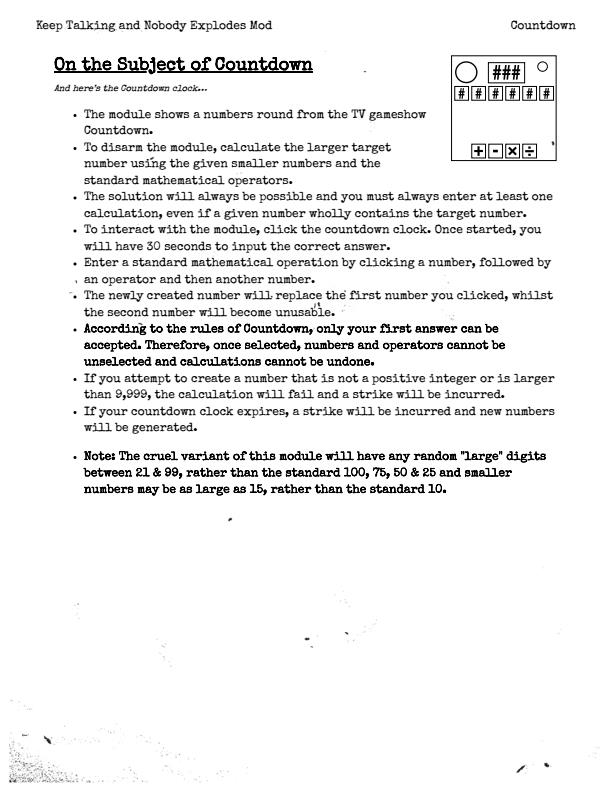 Keep Talking and Nobody Explodes Mod
Countdown
On the Subject of Countdown
And here's the Countdown clock...
###
# # # # # #
+ - × ÷
• The module shows a numbers round from the TV gameshow
Countdown.
• To disarm the module, calculate the larger target
number using the given smaller numbers and the
standard mathematical operators.
• The solution will always be possible and you must always enter at least one
calculation, even if a given number wholly contains the target number.
• To interact with the module, click the countdown clock. Once started, you
will have 30 seconds to input the correct answer.
• Enter a standard mathematical operation by clicking a number, followed by
an operator and then another number.
• The newly created number will replace the first number you clicked, whilst
the second number will become unusable.
• According to the rules of Countdown, only your first answer can be
accepted. Therefore, once selected, numbers and operators cannot be
unselected and calculations cannot be undone.
• If you attempt to create a number that is not a positive integer or is larger
than 9,999, the calculation will fail and a strike will be incurred.
• If your countdown clock expires, a strike will be incurred and new numbers
will be generated.
• Note: The cruel variant of this module will have any random "large" digits
between 21 & 99, rather than the standard 100, 75, 50 & 25 and smaller
numbers may be as large as 15, rather than the standard 10.